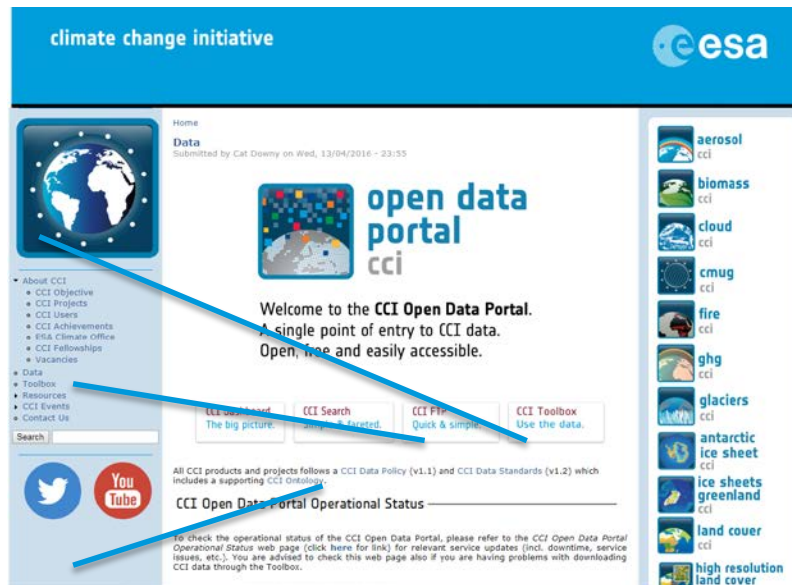 climate change initiative
esa
Home
Data
Submitted by Cat Downy on Wed, 13/04/2016 - 23:55
open data
portal
cci
Welcome to the CCI Open Data Portal.
A single point of entry to CCI data.
Open, free and easily accessible.
CCI Dashboard
The big picture.
CCI Search
Simple & faceted.
CCI FTP
Quick & simple.
CCI Toolbox
Use the data.
All CCI products and projects follows a CCI Data Policy (v1.1) and CCI Data Standards (v1.2) which
includes a supporting CCI Ontology.
CCI Open Data Portal Operational Status
To check the operational status of the CCI Open Data Portal, please refer to the CCI Open Data Portal
Operational Status web page (click here for link) for relevant service updates (incl. downtime, service
issues, etc.). You are advised to check this web page also if you are having problems with downloading
CCI data through the Toolbox.
About CCI
CCI Objective
CCI Projects
CCI Users
CCI Achievements
ESA Climate Office
CCI Fellowships
Vacancies
Data
Toolbox
Resources
CCI Events
Contact Us
Search
You
Tube
aerosol
cci
biomass
cci
cloud
cci
cmug
cci
fire
cci
ghg
cci
glaciers
cci
antarctic
ice sheet
cci
ice sheets
greenland
cci
land cover
cci
high resolution
land cover